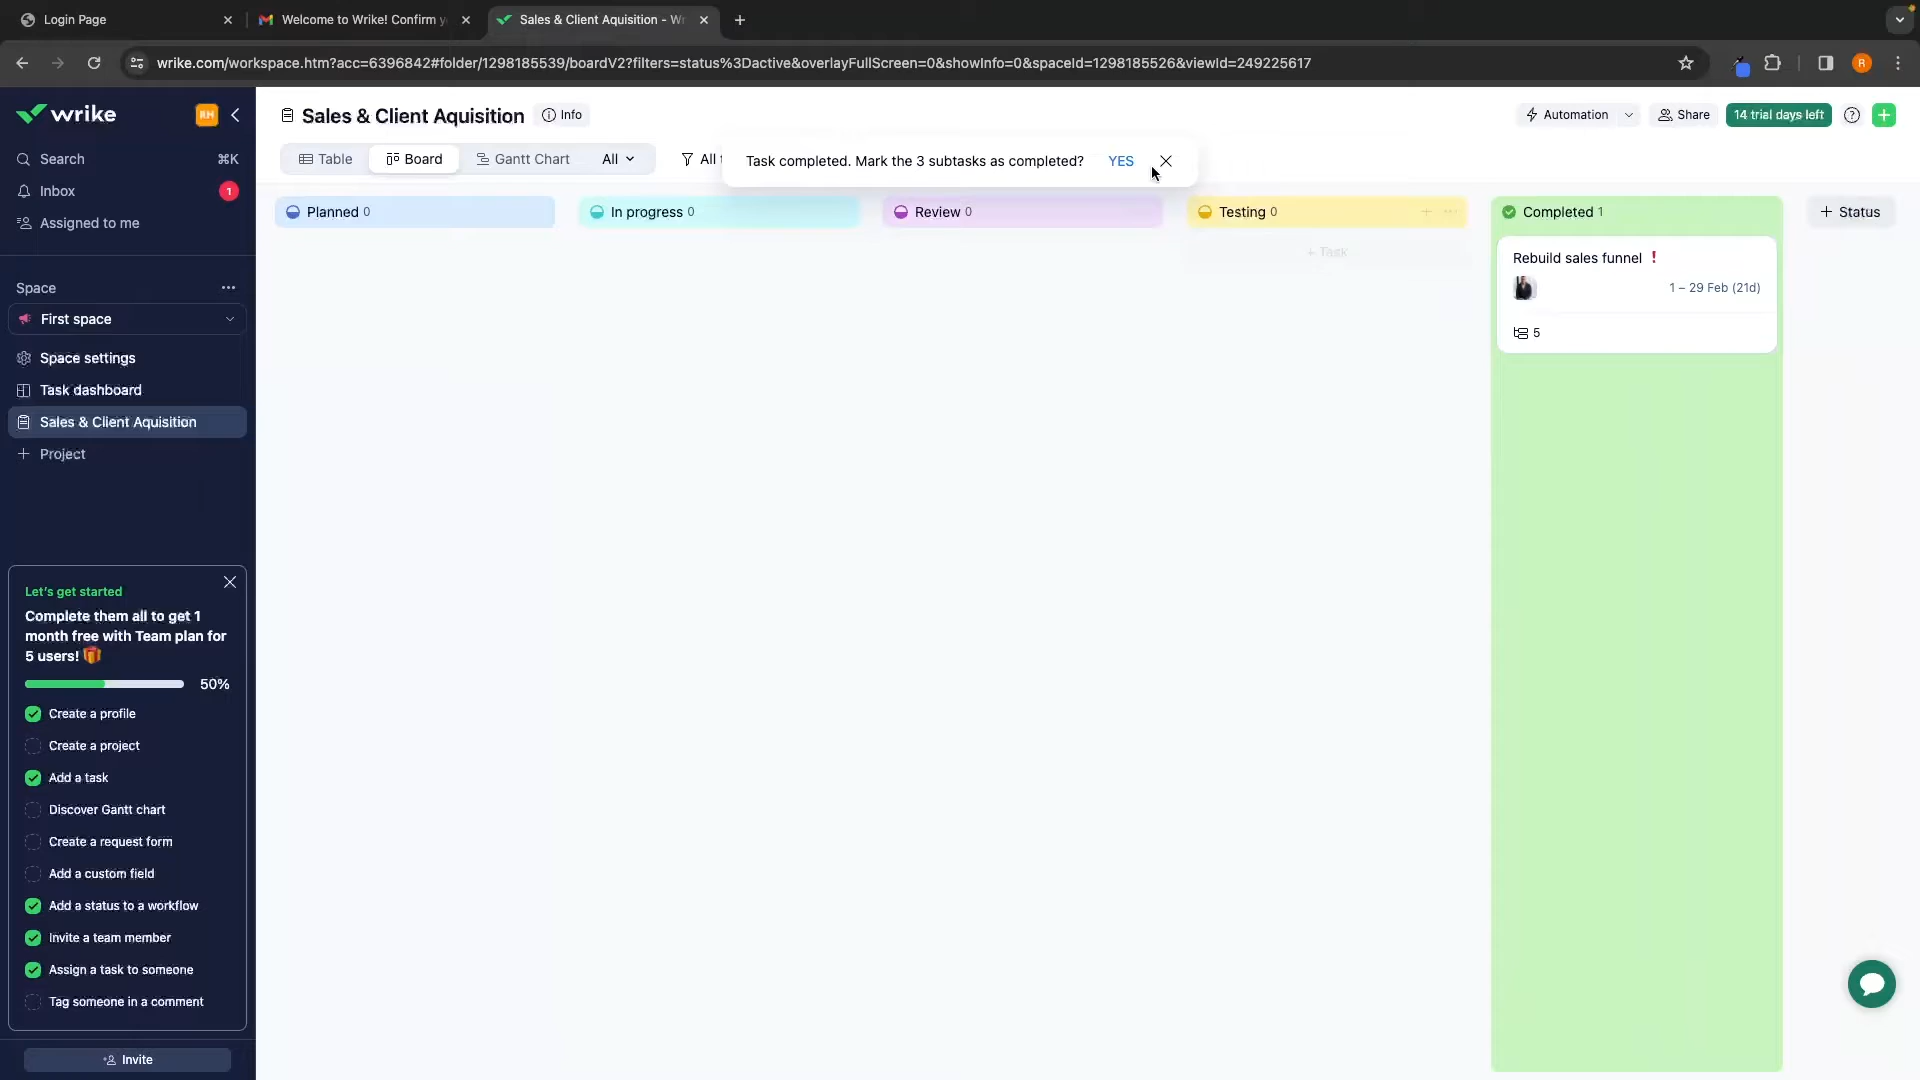 Login Page
Welcome to Wrike! Confirm y
Sales & Client Aquisition - Wr
wrike.com/workspace.htm?acc=6396842#folder/1298185539/boardV2?filters=status%3Dactive&overlayFullScreen=0&showInfo=0&spaceId=1298185526&viewId=249225617
R
wrike
RH
Sales & Client Aquisition
Info
Automation
Share
14 trial days left
Search
⌘K
Inbox
1
Assigned to me
Table
Board
Gantt Chart
All
All
Task completed. Mark the 3 subtasks as completed?
YES
Planned 0
In progress 0
Review 0
Testing 0
Completed 1
+ Status
+ Task
Rebuild sales funnel !
1 – 29 Feb (21d)
5
Space
First space
Space settings
Task dashboard
Sales & Client Aquisition
Project
Let's get started
Complete them all to get 1
month free with Team plan for
5 users!
50%
Create a profile
Create a project
Add a task
Discover Gantt chart
Create a request form
Add a custom field
Add a status to a workflow
Invite a team member
Assign a task to someone
Tag someone in a comment
Invite